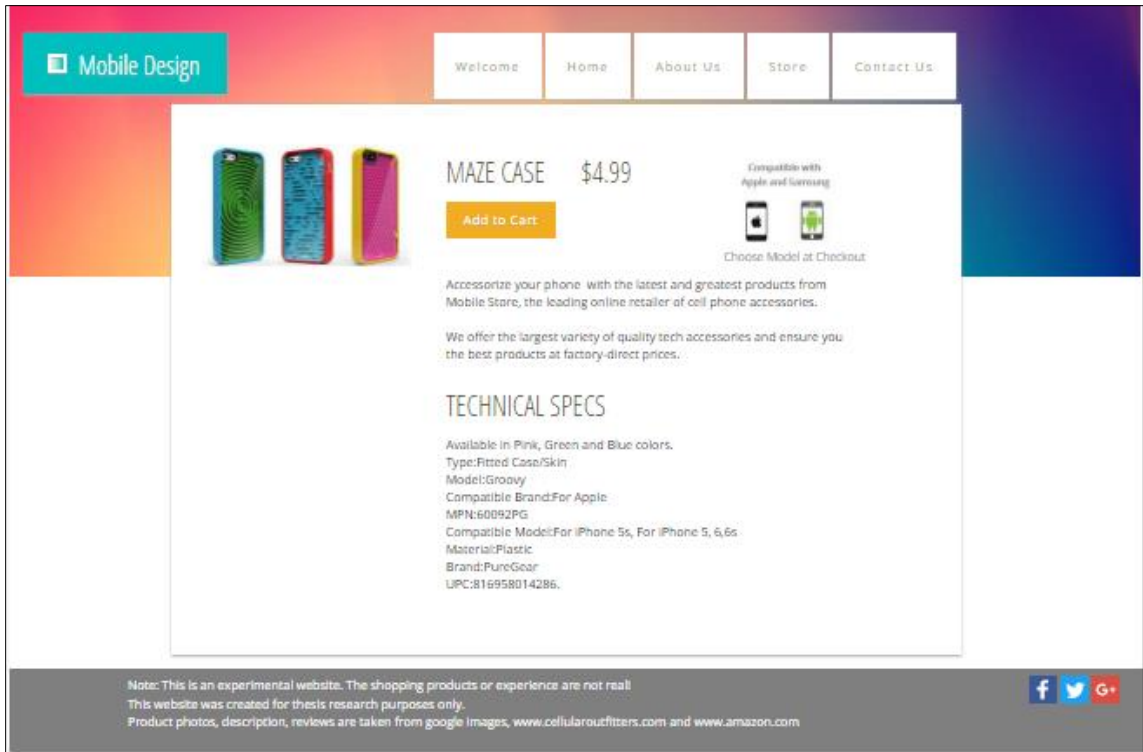 Mobile Design
Welcome Home About Us Store Contact Us
MAZE CASE $4.99
Add to Cart
Compatible with
Apple and Samsung
Choose Model at Checkout
Accessorize your phone with the latest and greatest products from
Mobile Store, the leading online retailer of cell phone accessories.
We offer the largest variety of quality tech accessories and ensure you
the best products at factory-direct prices.
TECHNICAL SPECS
Available in Pink, Green and Blue colors.
Type:Fitted Case/Skin
Model:Groovy
Compatible Brand:For Apple
MPN:60092PG
Compatible Model:For iPhone 5s, For iPhone 5, 6,6s
Material:Plastic
Brand:PureGear
UPC:816958014286.
Note: This is an experimental website. The shopping products or experience are not real!
This website was created for thesis research purposes only.
Product photos, description, reviews are taken from google images, www.cellularoutfitters.com and www.amazon.com
f G+